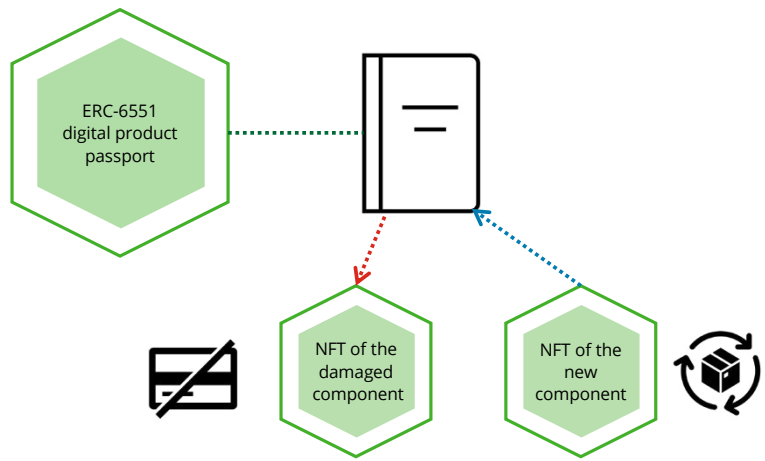 ERC-6551
digital product
passport
NFT of the
damaged
component
NFT of the
new
component